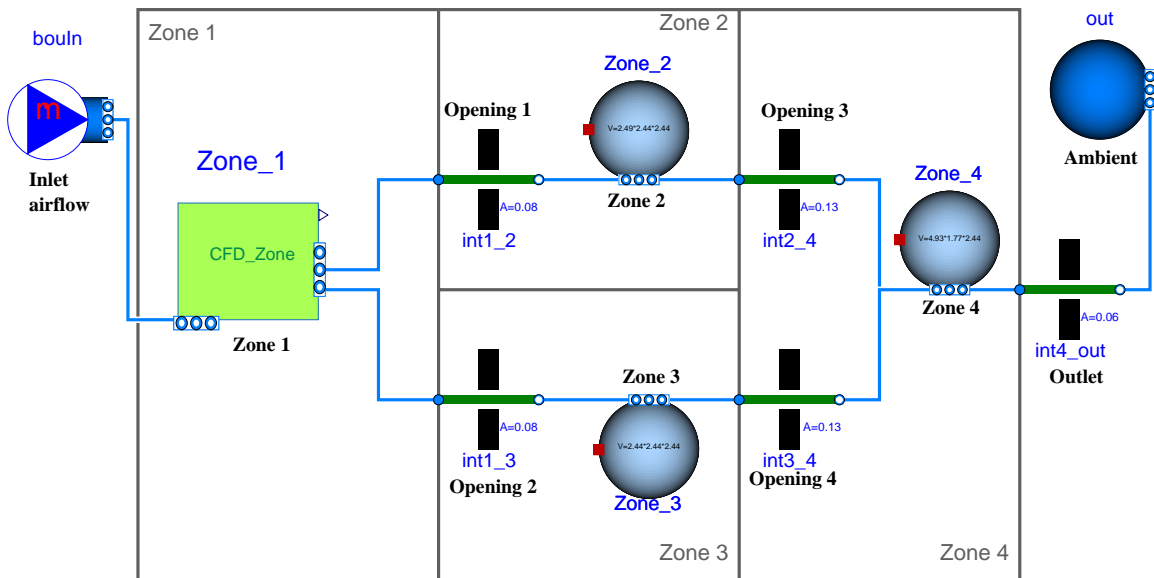 bouIn
m
Inlet
airflow
Zone 1
Zone_1
CFD_Zone
Zone 1
Zone 2
Opening 1
A=0.08
int1_2
Zone_2
V=2.49*2.44*2.44
Zone 2
Opening 3
A=0.13
int2_4
A=0.08
int1_3
Opening 2
Zone 3
V=2.44*2.44*2.44
Zone_3
Zone 3
A=0.13
int3_4
Opening 4
Zone_4
V=4.93*1.77*2.44
Zone 4
Zone 4
out
Ambient
A=0.06
int4_out
Outlet